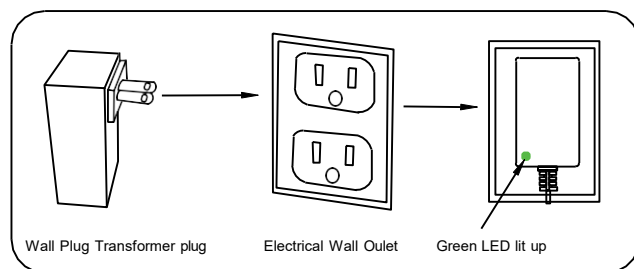 Wall Plug Transformer plug
Electrical Wall Oulet
Green LED lit up